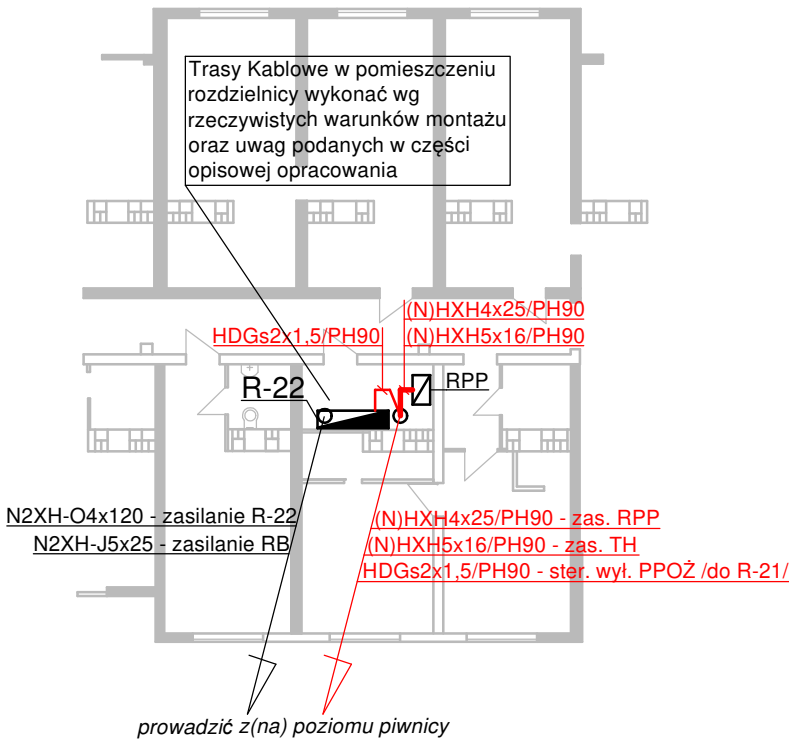 Trasy Kablowe w pomieszczeniu
rozdzielnicy wykonać wg
rzeczywistych warunków montażu
oraz uwag podanych w części
opisowej opracowania
(N)HXH4x25/PH90
HDGs2x1,5/PH90
(N)HXH5x16/PH90
R-22
RPP
N2XH-O4x120 - zasilanie R-22
N2XH-J5x25 - zasilanie RB
(N)HXH4x25/PH90 - zas. RPP
(N)HXH5x16/PH90 - zas. TH
HDGs2x1,5/PH90 - ster. wył. PPOŻ /do R-21/
prowadzić z(na) poziomu piwnicy